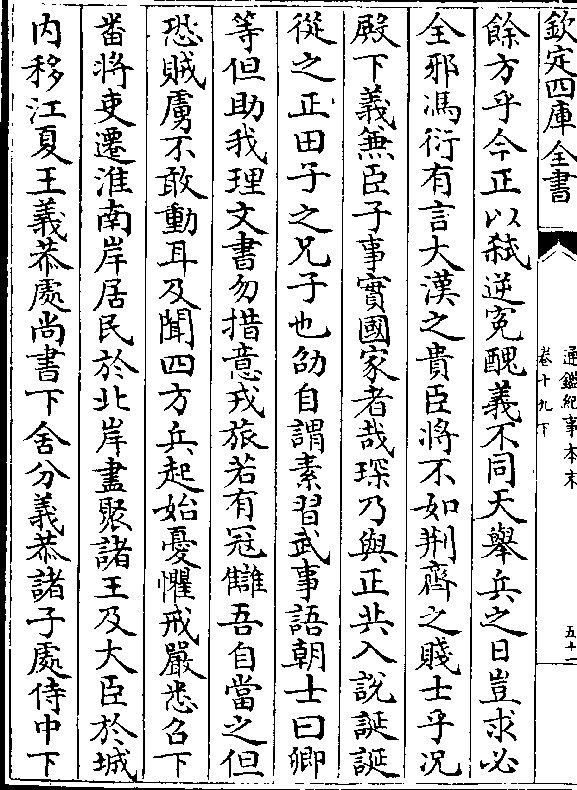 欽定四庫全書
通鑑紀事本末
卷十九下
五十二
餘方乎今正以弑逆寃醜義不同天舉兵之日豈求必
全邪馮衍有言大漢之貴臣將不如荆齊之賤士乎况
殿下義無臣子事實國家者哉琛乃與正共入說誕誕
從之正田子之兄子也劭自謂素習武事語朝士曰卿
等但助我理文書勿措意戎旅若有冦讎吾自當之但
恐賊虜不敢動耳及聞四方兵起始憂懼戒嚴悉召下
畨將吏遷淮南岸居民於北岸盡聚諸王及大臣於城
内移江夏王義恭處尚書下舍分義恭諸子處侍中下